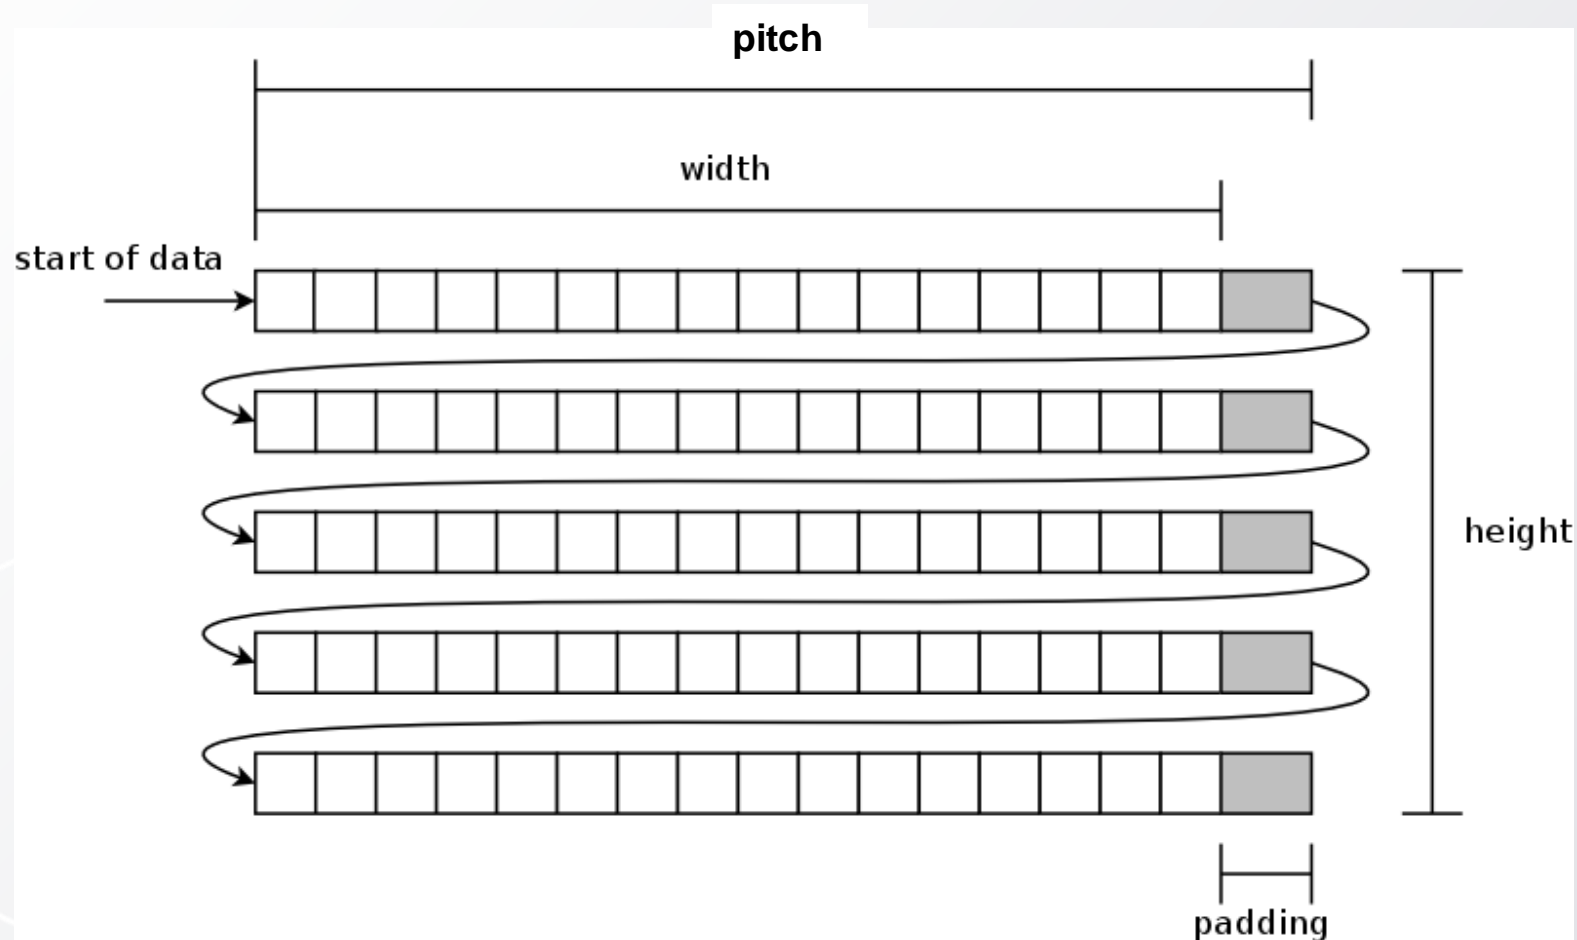 pitch
width
start of data
height
padding